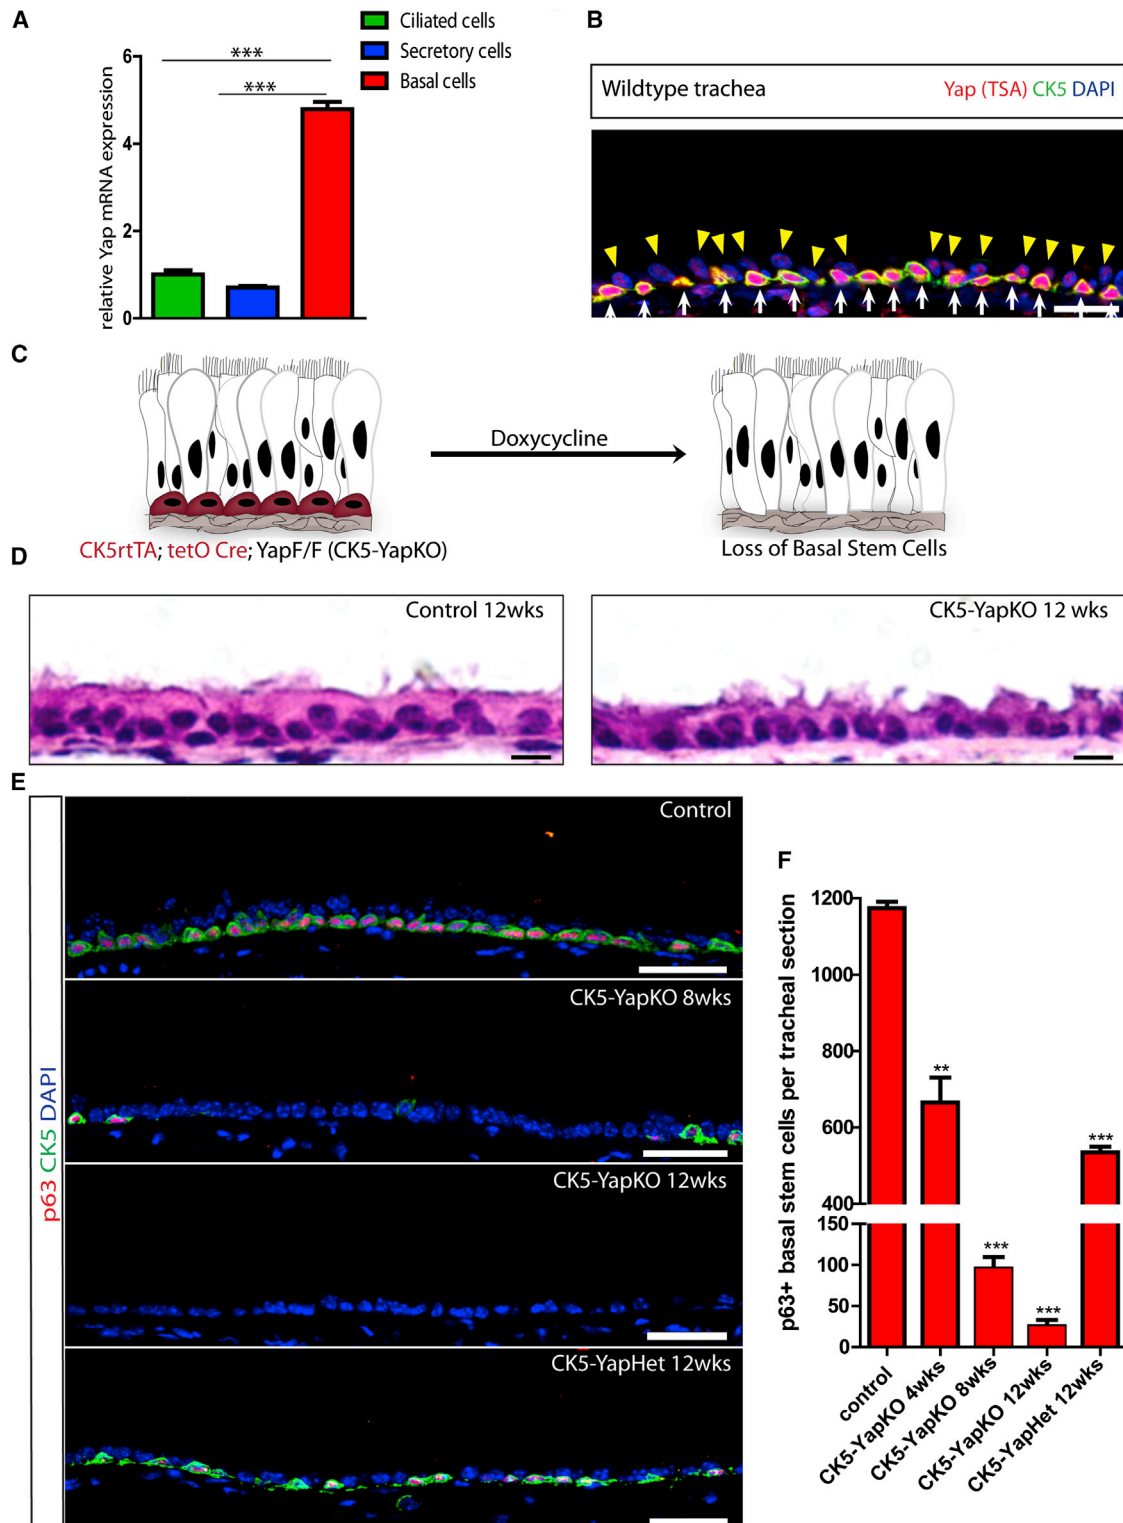 A
Ciliated cells
Secretory cells
Basal cells
***
***
relative Yap mRNA expression
6
4
2
0
B
Wildtype trachea
Yap (TSA) CK5 DAPI
C
Doxycycline
CK5rtTA; tetO Cre; YapF/F (CK5-YapKO)
Loss of Basal Stem Cells
D
Control 12wks
CK5-YapKO 12 wks
E
p63 CK5 DAPI
Control
CK5-YapKO 8wks
CK5-YapKO 12wks
CK5-YapHet 12wks
F
p63+ basal stem cells per tracheal section
1200
1000
800
600
400
150
100
50
0
**
***
***
***
control
CK5-YapKO 4wks
CK5-YapKO 8wks
CK5-YapKO 12wks
CK5-YapHet 12wks